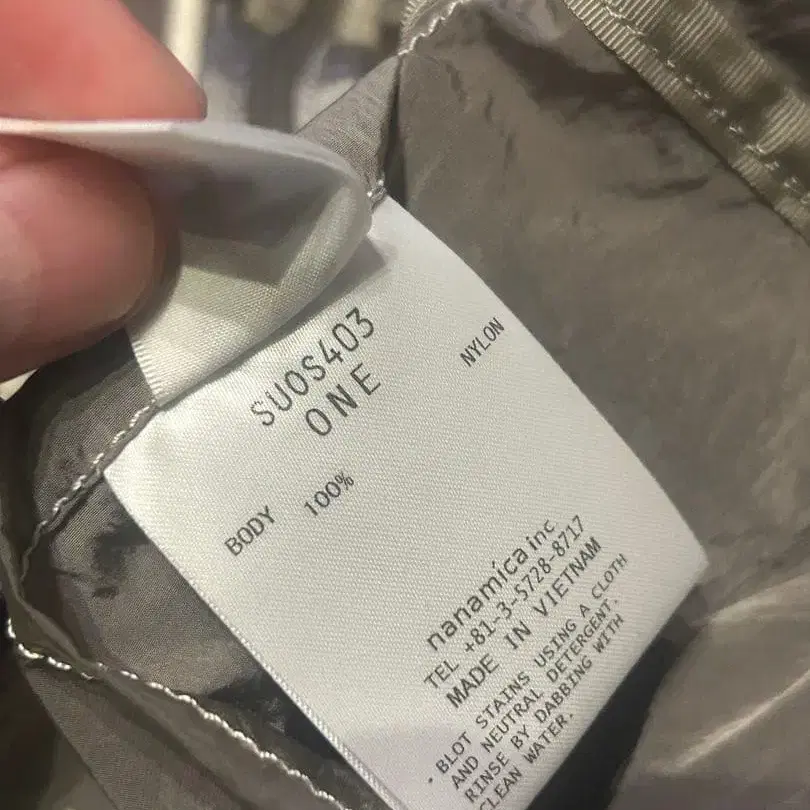 SUOS403
ONE
BODY 100% NYLON
nanamica inc
TEL +81-3-5728-8717
MADE IN VIETNAM
· BLOT STAINS USING A CLOTH
AND NEUTRAL DETERGENT.
RINSE BY DABBING WITH
CLEAN WATER.